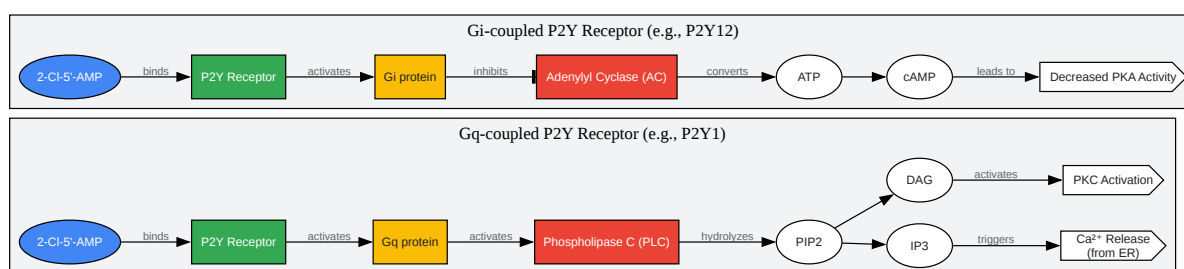 Gi-coupled P2Y Receptor (e.g., P2Y12)
2-Cl-5'-AMP
binds
P2Y Receptor
activates
Gi protein
inhibits
Adenylyl Cyclase (AC)
converts
ATP
cAMP
leads to
Decreased PKA Activity
Gq-coupled P2Y Receptor (e.g., P2Y1)
DAG
activates
PKC Activation
2-Cl-5'-AMP
binds
P2Y Receptor
activates
Gq protein
activates
Phospholipase C (PLC)
hydrolyzes
PIP2
IP3
triggers
Ca²⁺ Release
(from ER)